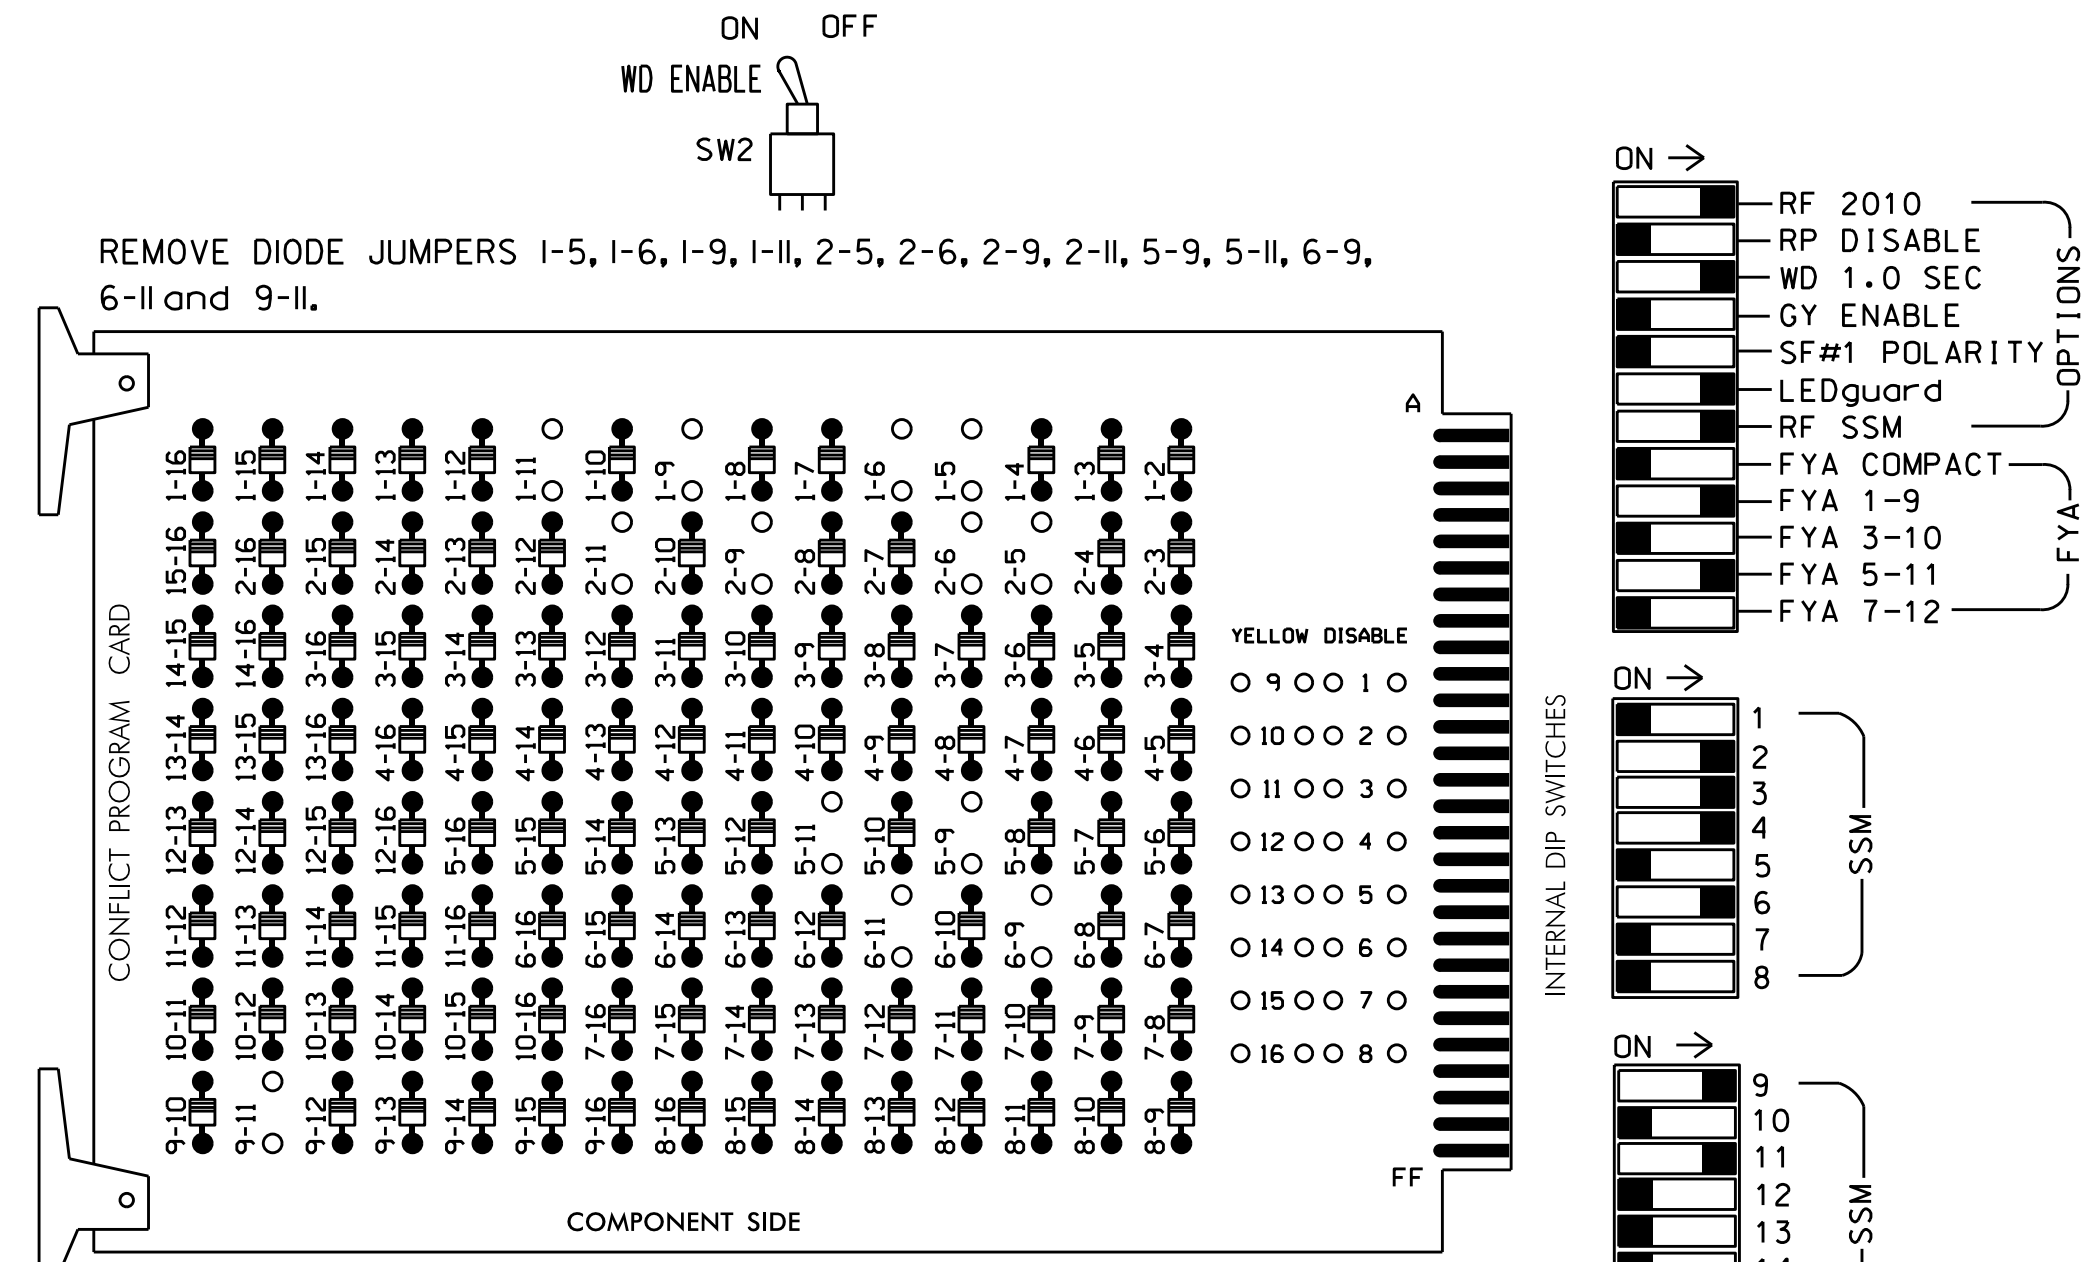 ON OFF
WD ENABLE
SW2
REMOVE DIODE JUMPERS 1-5, 1-6, 1-9, 1-11, 2-5, 2-6, 2-9, 2-11, 5-9, 5-11, 6-9,
6-11 and 9-11.
CONFLICT PROGRAM CARD
1-16 1-15 1-14 1-13 1-12 1-11 1-10 1-9 1-8 1-7 1-6 1-5 1-4 1-3 1-2
15-16 2-16 2-15 2-14 2-13 2-12 2-11 2-10 2-9 2-8 2-7 2-6 2-5 2-4 2-3
14-15 14-16 3-16 3-15 3-14 3-13 3-12 3-11 3-10 3-9 3-8 3-7 3-6 3-5 3-4
13-14 13-15 13-16 4-16 4-15 4-14 4-13 4-12 4-11 4-10 4-9 4-8 4-7 4-6 4-5
12-13 12-14 12-15 12-16 5-16 5-15 5-14 5-13 5-12 5-11 5-10 5-9 5-8 5-7 5-6
11-12 11-13 11-14 11-15 11-16 6-16 6-15 6-14 6-13 6-12 6-11 6-10 6-9 6-8 6-7
10-11 10-12 10-13 10-14 10-15 10-16 7-16 7-15 7-14 7-13 7-12 7-11 7-10 7-9 7-8
9-10 9-11 9-12 9-13 9-14 9-15 9-16 8-16 8-15 8-14 8-13 8-12 8-11 8-10 8-9
COMPONENT SIDE
A
YELLOW DISABLE
9 1
10 2
11 3
12 4
13 5
14 6
15 7
16 8
FF
INTERNAL DIP SWITCHES
ON
RF 2010
RP DISABLE
WD 1.0 SEC
GY ENABLE
SF#1 POLARITY
LEDguard
RF SSM
OPTIONS
FYA COMPACT
FYA 1-9
FYA 3-10
FYA 5-11
FYA 7-12
FYA
ON
1
2
3
4
5
6
7
8
SSM
ON
9
10
11
12
13
SSM